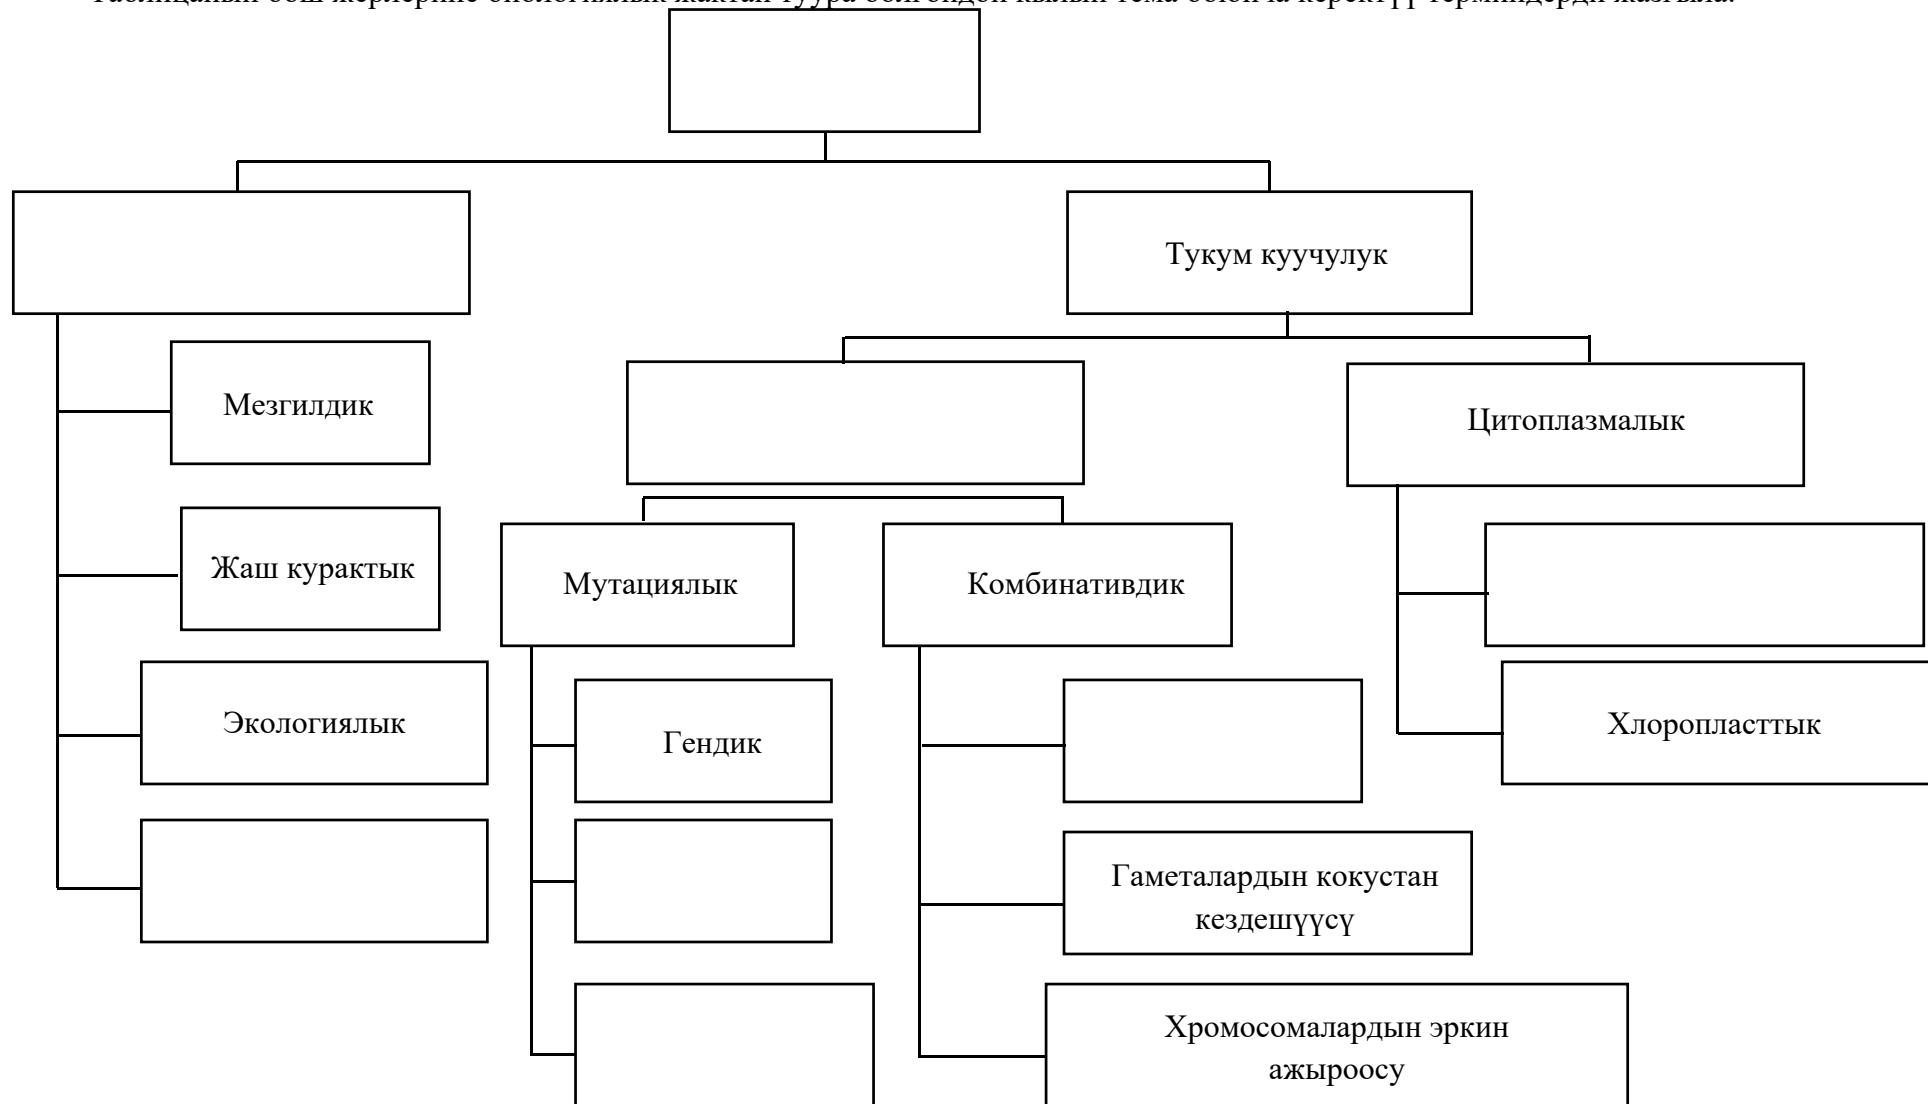 Тукум куучулук
Мезгилдик
Цитоплазмалык
Жаш курактык
Мутациялык
Комбинативдик
Экологиялык
Гендик
Хлоропласттык
Гаметалардын кокустан
кездешүүсү
Хромосомалардын эркин
ажыроосу